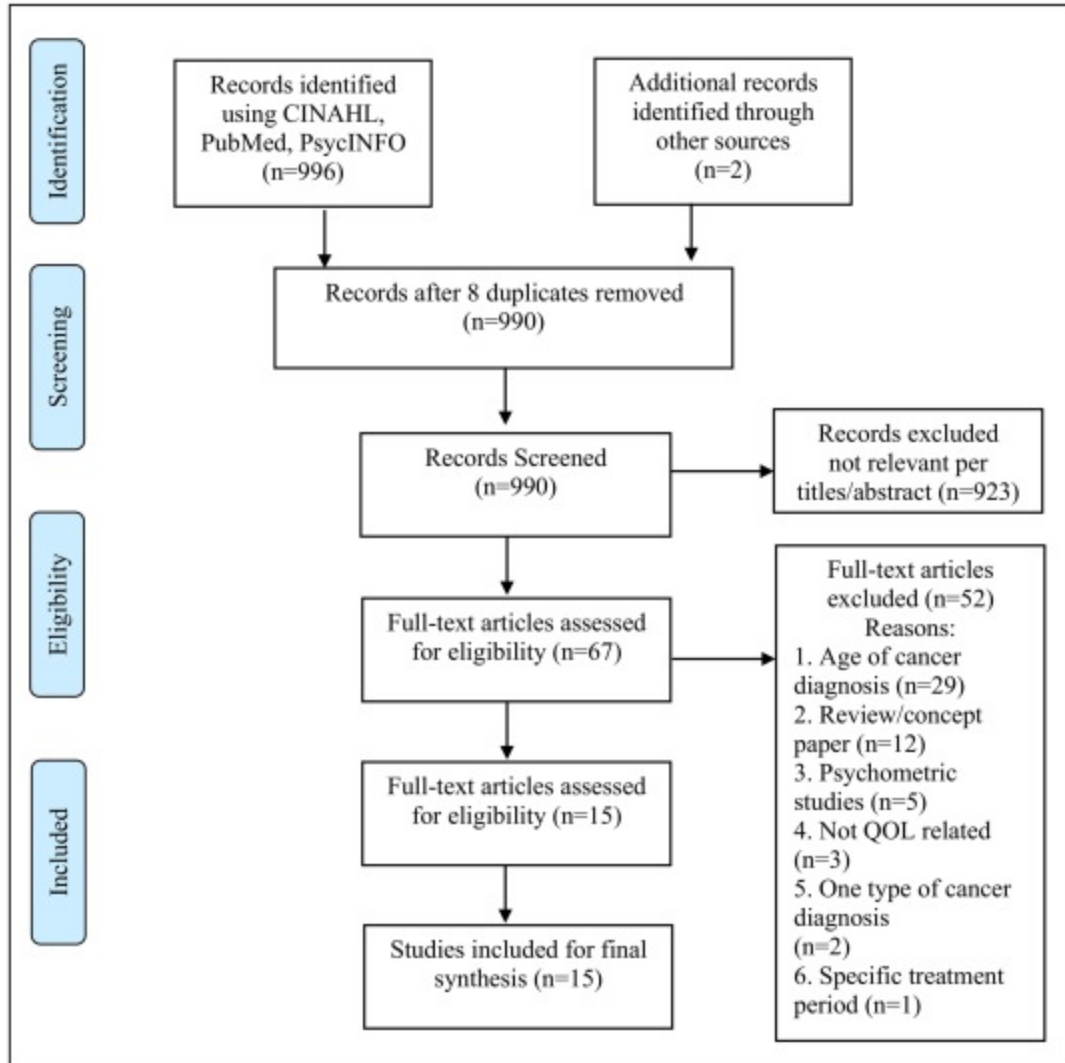 Identification
Records identified
using CINAHL,
PubMed, PsycINFO
(n=996)
Additional records
identified through
other sources
(n=2)
Screening
Records after 8 duplicates removed
(n=990)
Records Screened
(n=990)
Records excluded
not relevant per
titles/abstract (n=923)
Eligibility
Full-text articles assessed
for eligibility (n=67)
Full-text articles
excluded (n=52)
Reasons:
1. Age of cancer
diagnosis (n=29)
2. Review/concept
paper (n=12)
3. Psychometric
studies (n=5)
4. Not QOL related
(n=3)
5. One type of cancer
diagnosis
(n=2)
6. Specific treatment
period (n=1)
Included
Full-text articles assessed
for eligibility (n=15)
Studies included for final
synthesis (n=15)